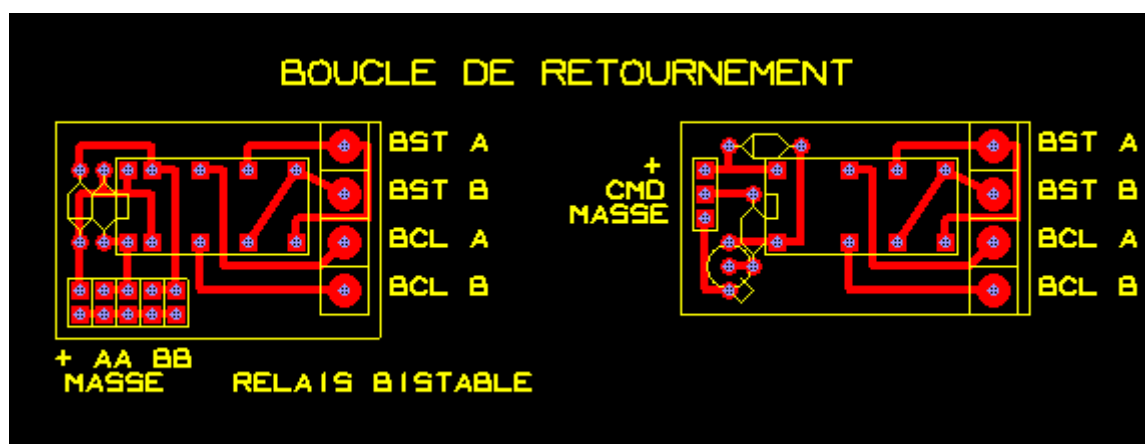 BOUCLE DE RETOURNEMENT
BST A
BST B
BCL A
BCL B
+ AA BB
MASSE
RELAIS BISTABLE
+
CMD
MASSE
BST A
BST B
BCL A
BCL B